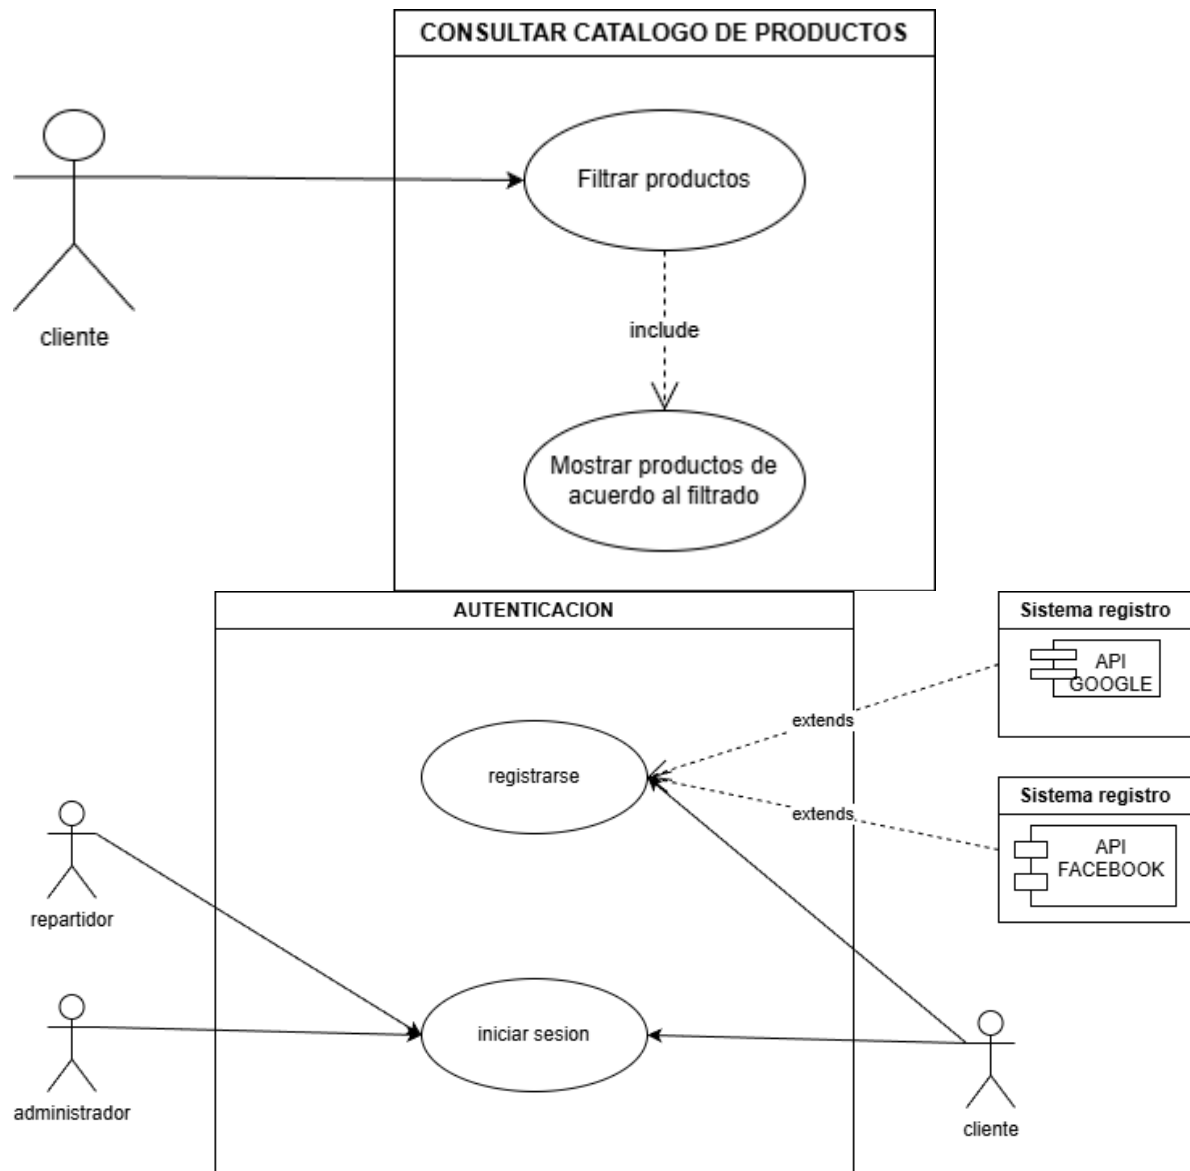 CONSULTAR CATALOGO DE PRODUCTOS
Filtrar productos
cliente
include
Mostrar productos de
acuerdo al filtrado
AUTENTICACION
Sistema registro
API
GOOGLE
extends
registrarse
Sistema registro
extends
API
FACEBOOK
repartidor
iniciar sesion
administrador
cliente